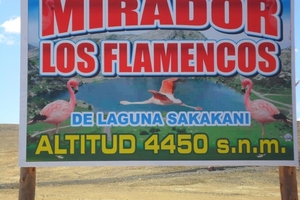 MIRADOR
LOS FLAMENCOS
DE LAGUNA SAKAKANI
ALTITUD 4450 s.n.m.